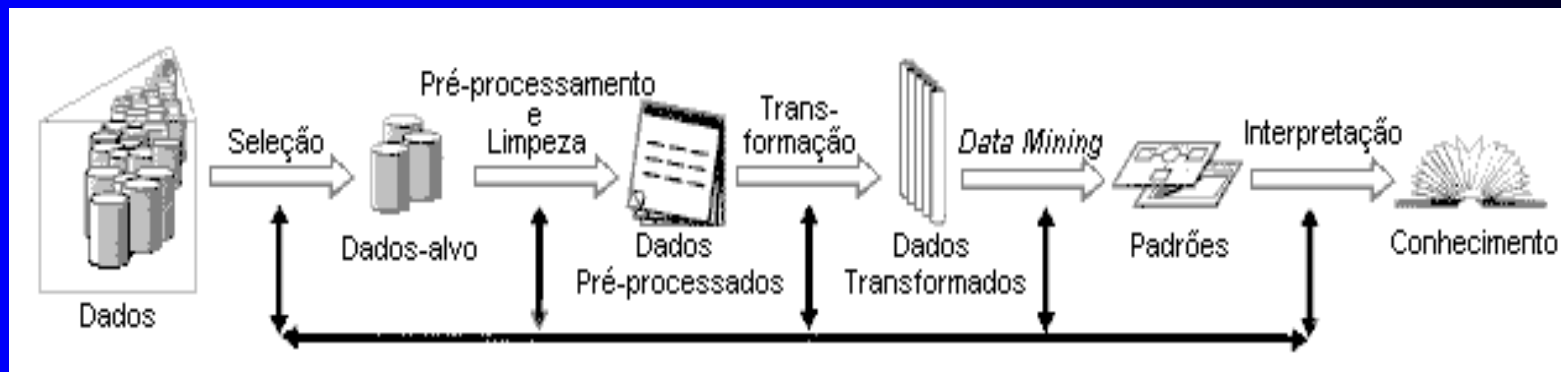 Dados
Seleção
Dados-alvo
Pré-processamento
e
Limpeza
Dados
Pré-processados
Trans-
formação
Dados
Transformados
Data Mining
Padrões
Interpretação
Conhecimento